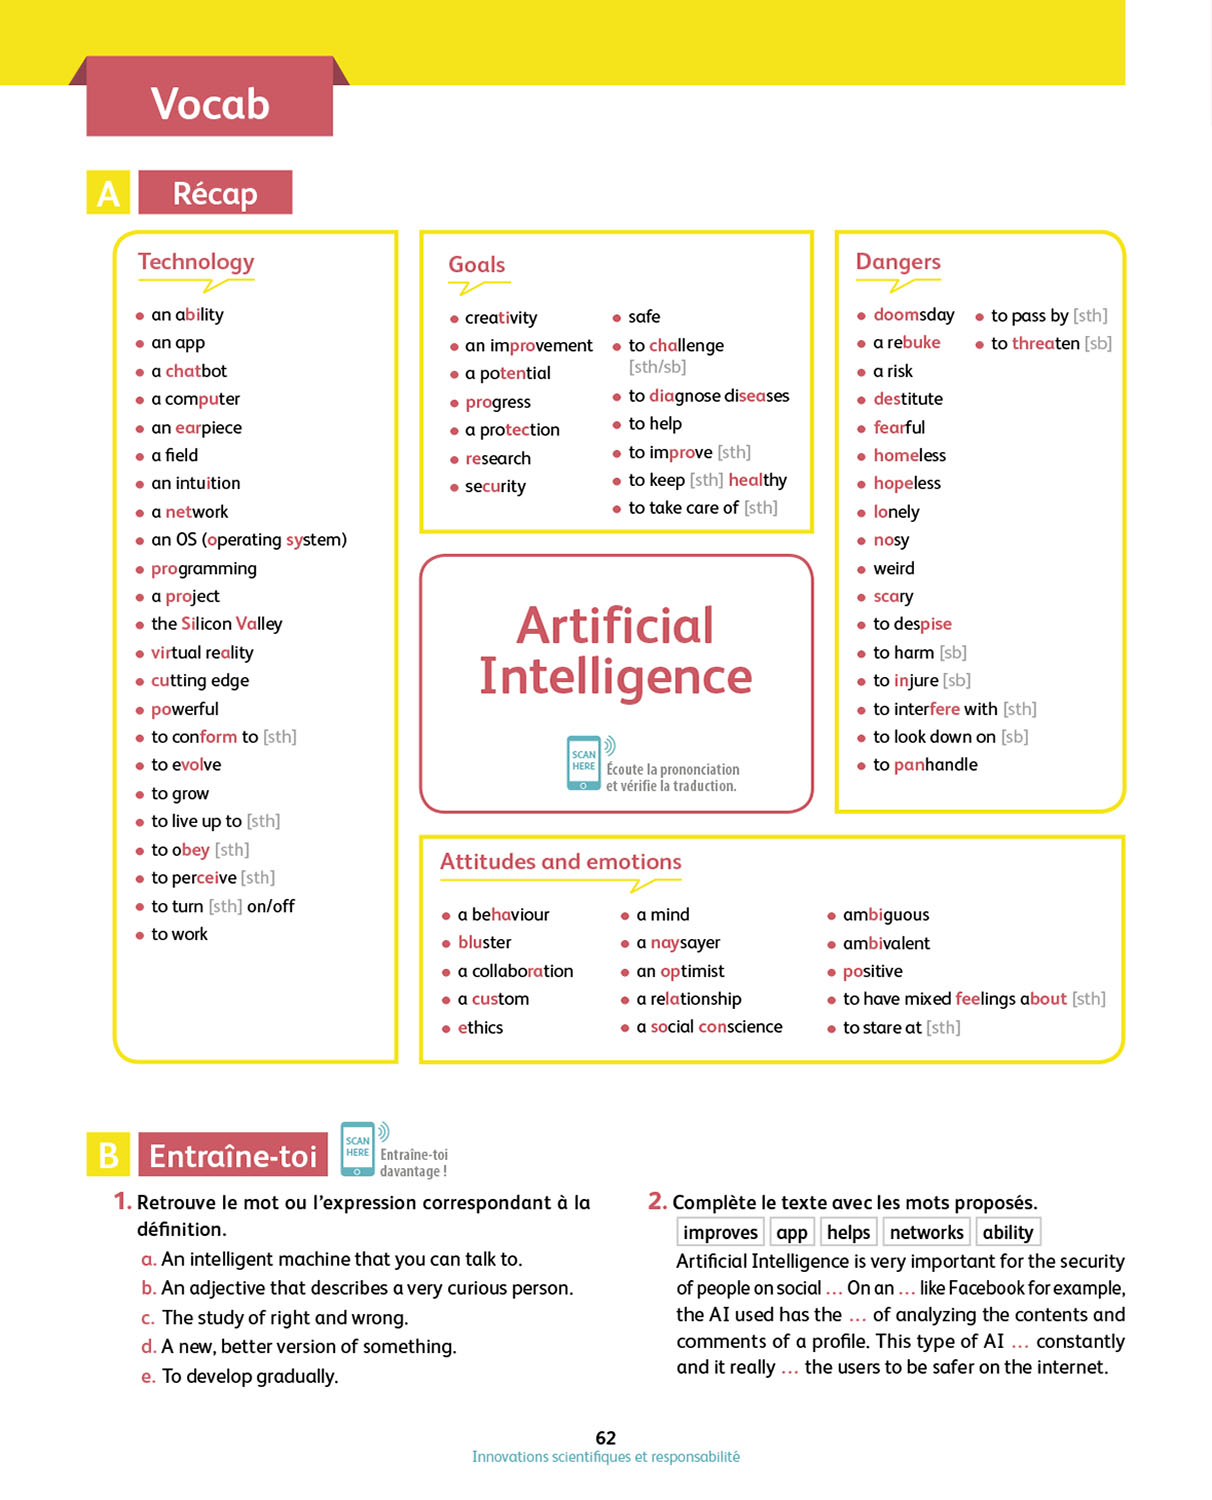 Vocab
A Récap
Technology
• an ability
• an app
• a chatbot
• a computer
• an earpiece
• a field
• an intuition
• a network
• an OS (operating system)
• programming
• a project
• the Silicon Valley
• virtual reality
• cutting edge
• powerful
• to conform to [sth]
• to evolve
• to grow
• to live up to [sth]
• to obey [sth]
• to perceive [sth]
• to turn [sth] on/off
• to work
Goals
• creativity
• an improvement
• a potential
• progress
• a protection
• research
• security
• safe
• to challenge
[sth/sb]
• to diagnose diseases
• to help
• to improve [sth]
• to keep [sth] healthy
• to take care of [sth]
Dangers
• doomsday
• a rebuke
• a risk
• destitute
• fearful
• homeless
• hopeless
• lonely
• nosy
• weird
• scary
• to despise
• to harm [sb]
• to injure [sb]
• to interfere with [sth]
• to look down on [sb]
• to panhandle
• to pass by [sth]
• to threaten [sb]
Artificial
Intelligence
SCAN
HERE
Écoute la prononciation
et vérifie la traduction.
Attitudes and emotions
• a behaviour
• bluster
• a collaboration
• a custom
• ethics
• a mind
• a naysayer
• an optimist
• a relationship
• a social conscience
• ambiguous
• ambivalent
• positive
• to have mixed feelings about [sth]
• to stare at [sth]
B Entraîne-toi
SCAN
HERE
Entraîne-toi
davantage !
1. Retrouve le mot ou l'expression correspondant à la
définition.
a. An intelligent machine that you can talk to.
b. An adjective that describes a very curious person.
c. The study of right and wrong.
d. A new, better version of something.
e. To develop gradually.
2. Complète le texte avec les mots proposés.
improves app helps networks ability
Artificial Intelligence is very important for the security
of people on social ... On an ... like Facebook for example,
the AI used has the ... of analyzing the contents and
comments of a profile. This type of AI ... constantly
and it really ... the users to be safer on the internet.
62
Innovations scientifiques et responsabilité